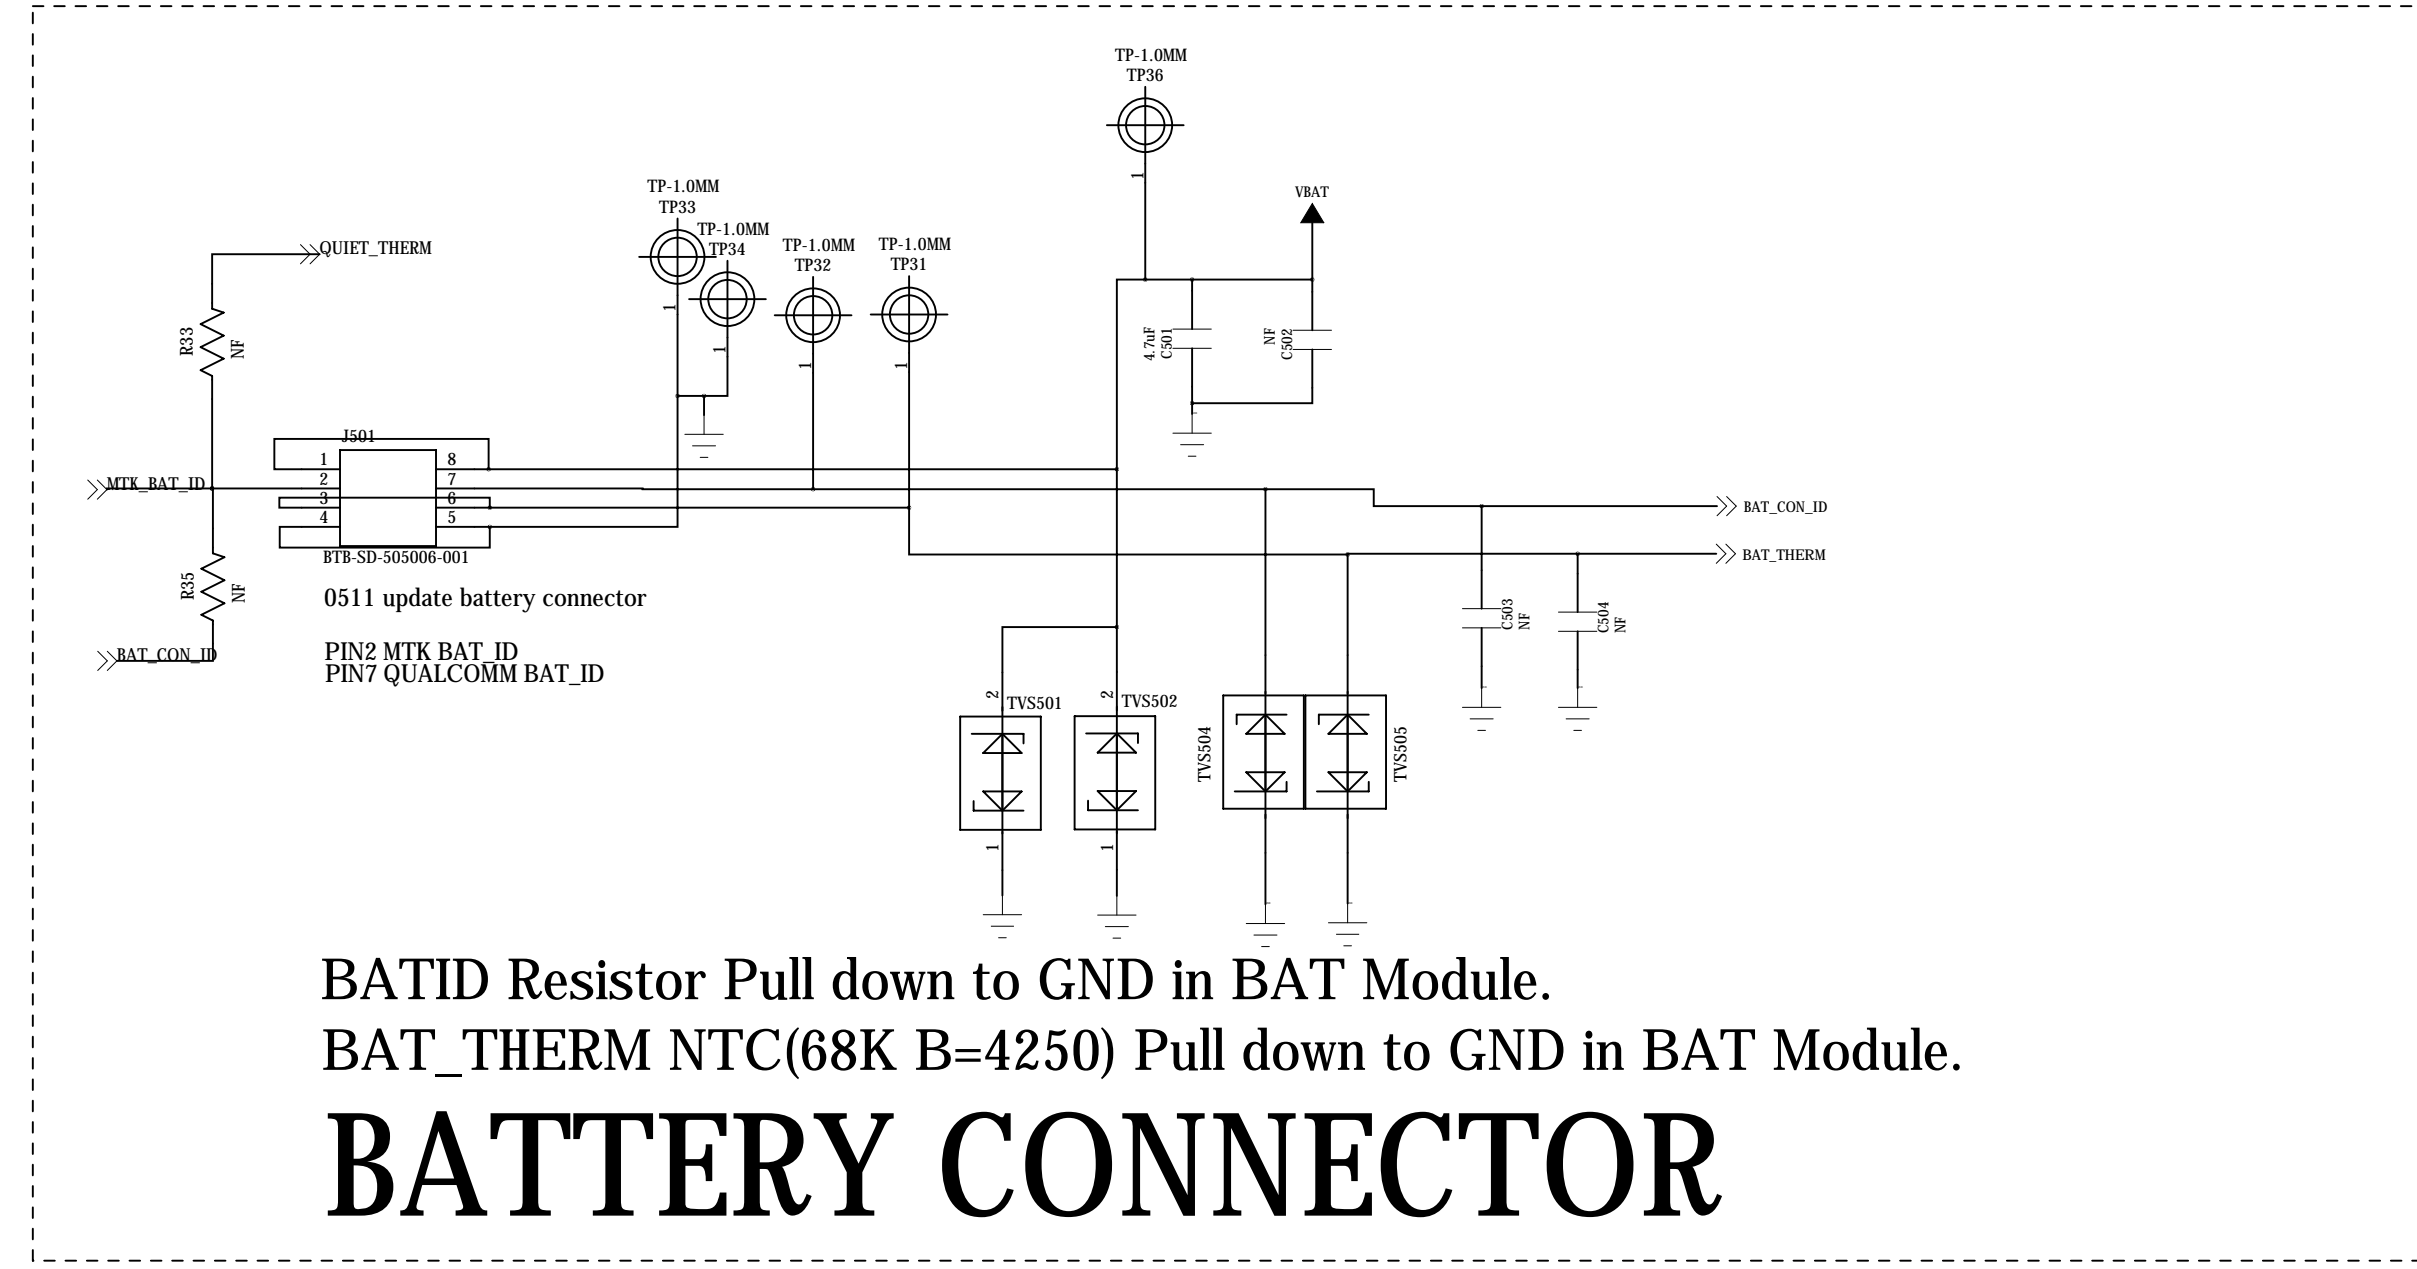 TP-1.0MM
TP36
VBAT
TP-1.0MM
TP33
TP-1.0MM
TP34
TP-1.0MM
TP32
TP-1.0MM
TP31
QUIET_THERM
1
1
1
1
1
R33
NF
4.7uF
C501
NF
C502
J501
1
2
3
4
8
7
6
5
MTK_BAT_ID
BTB-SD-505006-001
BAT_CON_ID
BAT_THERM
R35
NF
0511 update battery connector
C503
NF
C504
NF
BAT_CON_ID
PIN2 MTK BAT_ID
PIN7 QUALCOMM BAT_ID
2
TVS501
2
TVS502
TVS504
TVS505
1
1
BATID Resistor Pull down to GND in BAT Module.
BAT_THERM NTC(68K B=4250) Pull down to GND in BAT Module.
BATTERY CONNECTOR